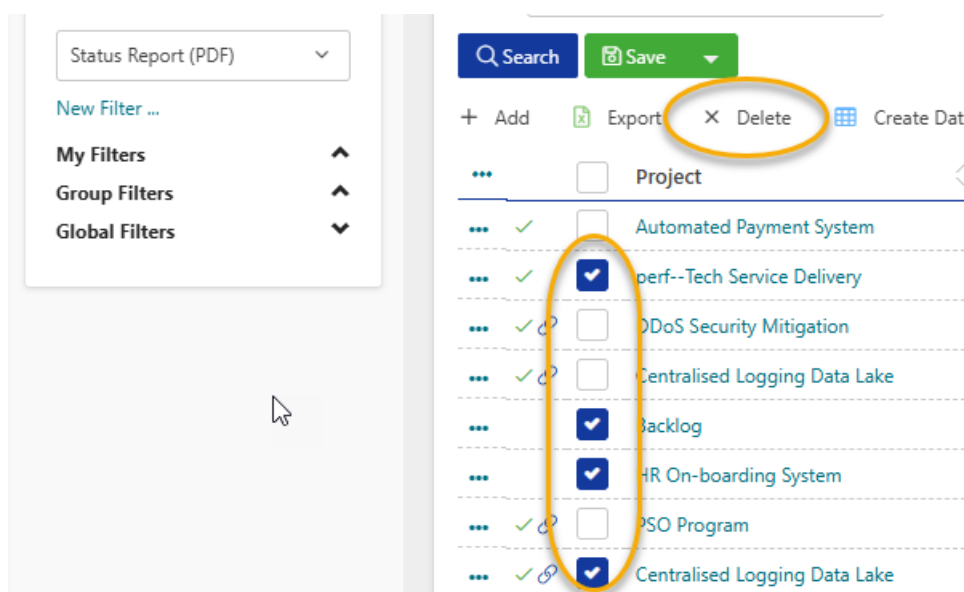 Status Report (PDF)
New Filter ...
My Filters
Group Filters
Global Filters
Search
Save
Add
Export
Delete
Create Dat
Project
Automated Payment System
perf--Tech Service Delivery
DDoS Security Mitigation
Centralised Logging Data Lake
Backlog
HR On-boarding System
PSO Program
Centralised Logging Data Lake